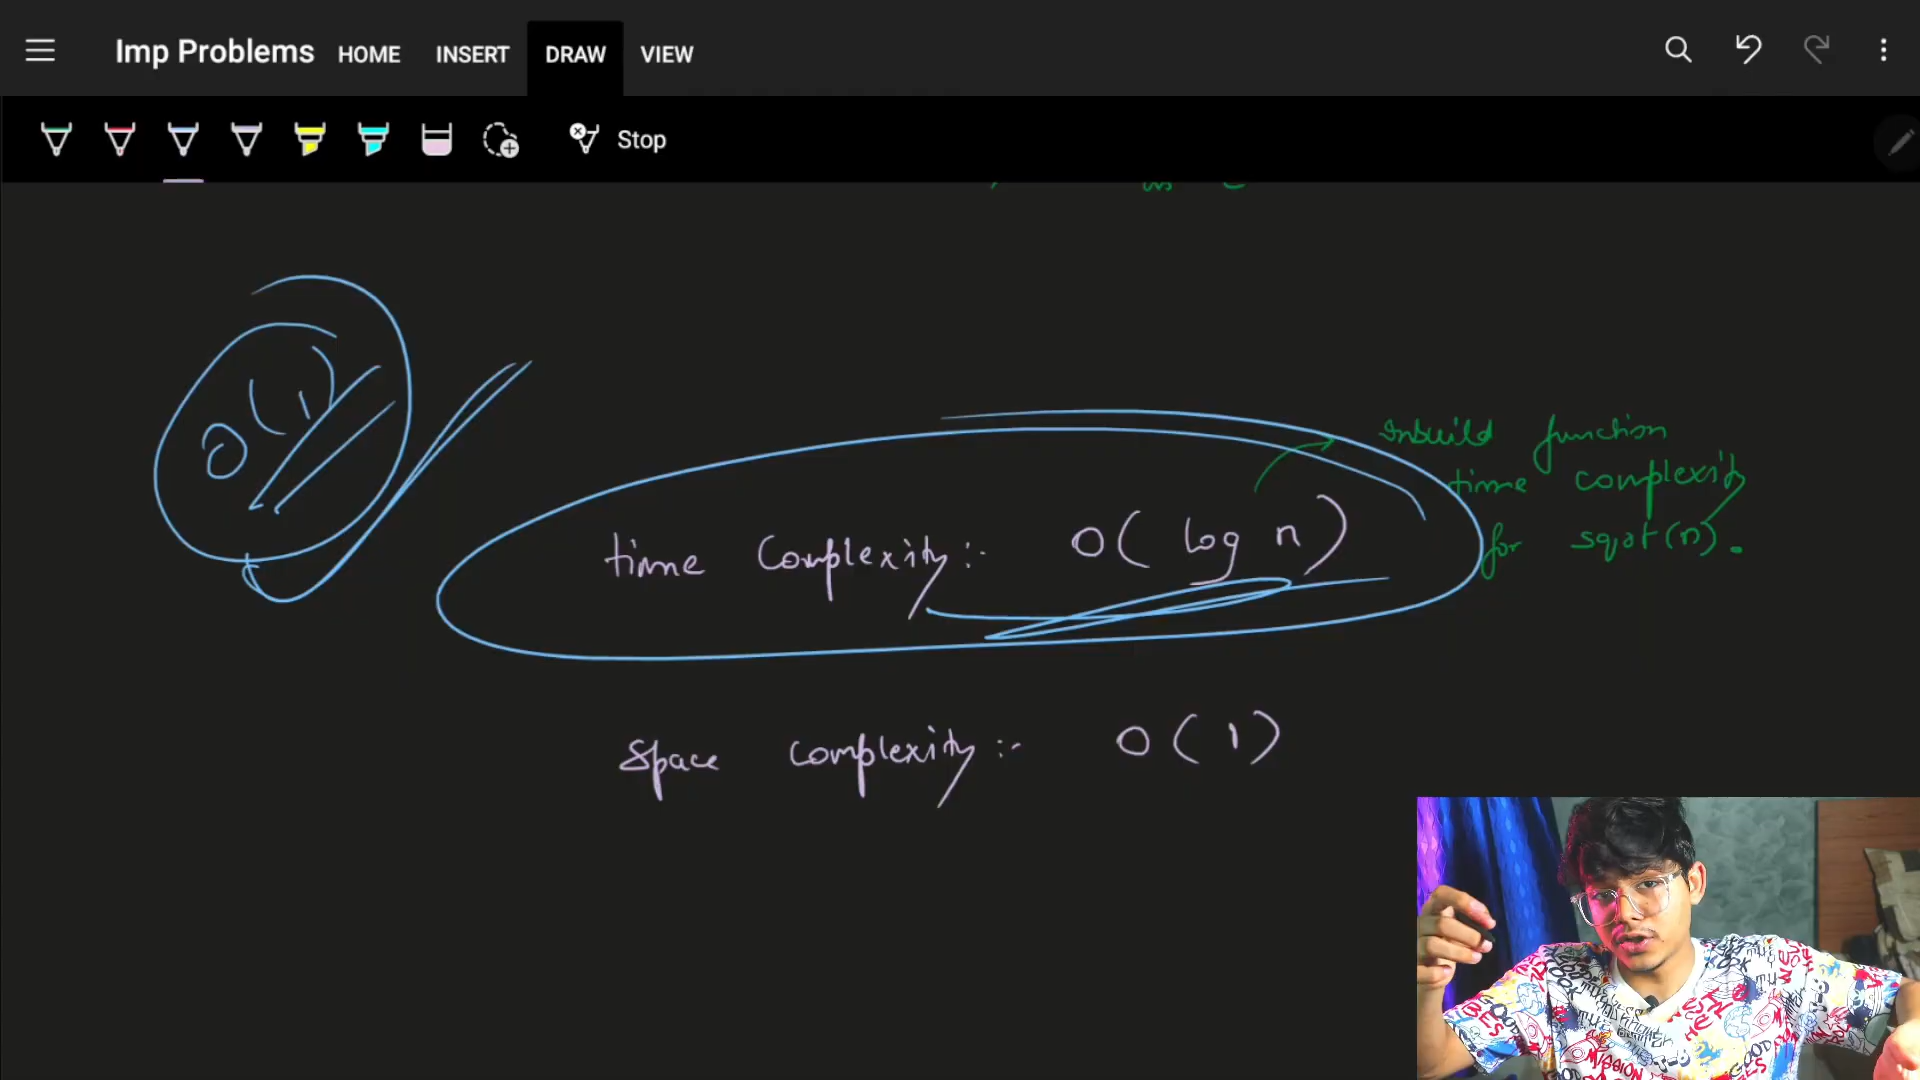 Imp Problems HOME INSERT DRAW VIEW
Stop
O(1)
Inbuild function
time complexity
for sqrt(n).
time Complexity:- O( log n)
Space complexity:- O(1)